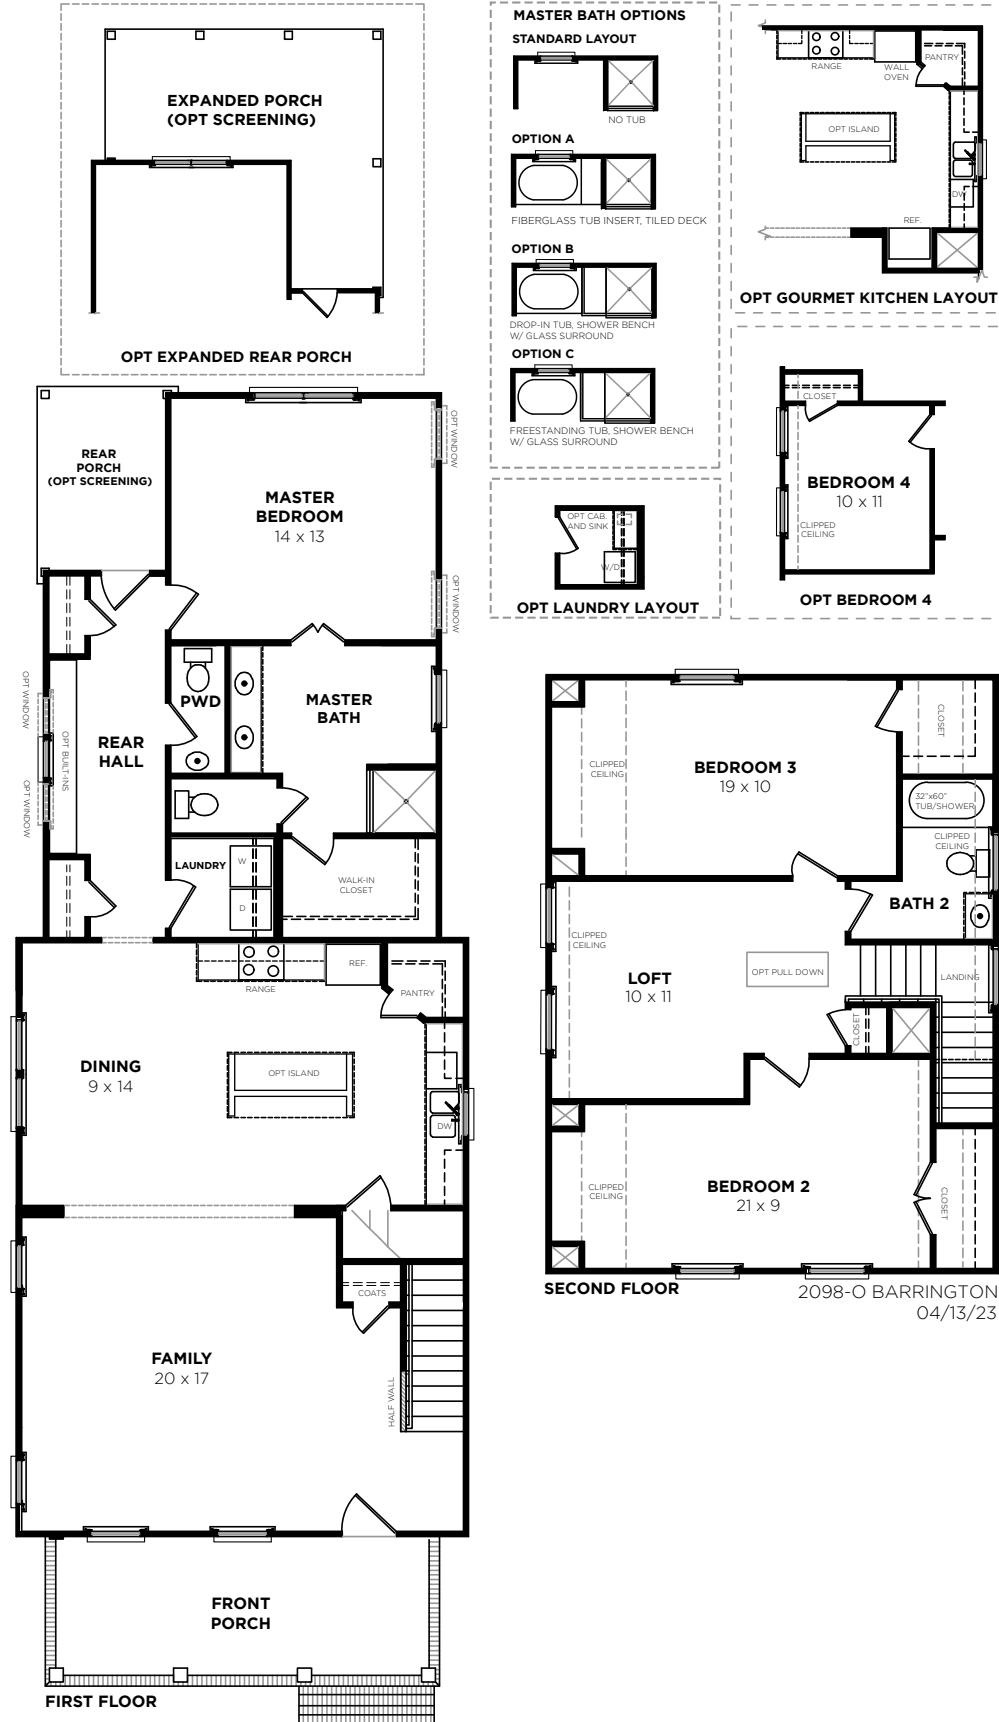 EXPANDED PORCH
(OPT SCREENING)
OPT EXPANDED REAR PORCH
MASTER BATH OPTIONS
STANDARD LAYOUT
NO TUB
OPTION A
FIBERGLASS TUB INSERT, TILED DECK
OPTION B
DROP-IN TUB, SHOWER BENCH
W/ GLASS SURROUND
OPTION C
FREESTANDING TUB, SHOWER BENCH
W/ GLASS SURROUND
RANGE
WALL
OVEN
PANTRY
OPT ISLAND
DW
REF.
OPT GOURMET KITCHEN LAYOUT
OPT CAB.
AND SINK
W/D
OPT LAUNDRY LAYOUT
CLOSET
BEDROOM 4
10 x 11
CLIPPED
CEILING
OPT BEDROOM 4
REAR
PORCH
(OPT SCREENING)
MASTER
BEDROOM
14 x 13
OPT WINDOW
OPT WINDOW
PWD
MASTER
BATH
OPT WINDOW
OPT BUILT-INS
OPT WINDOW
REAR
HALL
LAUNDRY
W
D
WALK-IN
CLOSET
RANGE
REF.
PANTRY
DINING
9 x 14
OPT ISLAND
DW
COATS
FAMILY
20 x 17
HALF WALL
FRONT
PORCH
FIRST FLOOR
CLIPPED
CEILING
BEDROOM 3
19 x 10
CLOSET
32"x60"
TUB/SHOWER
CLIPPED
CEILING
BATH 2
CLIPPED
CEILING
LOFT
10 x 11
OPT PULL DOWN
LANDING
CLOSET
CLIPPED
CEILING
BEDROOM 2
21 x 9
CLOSET
SECOND FLOOR
2098-O BARRINGTON
04/13/23